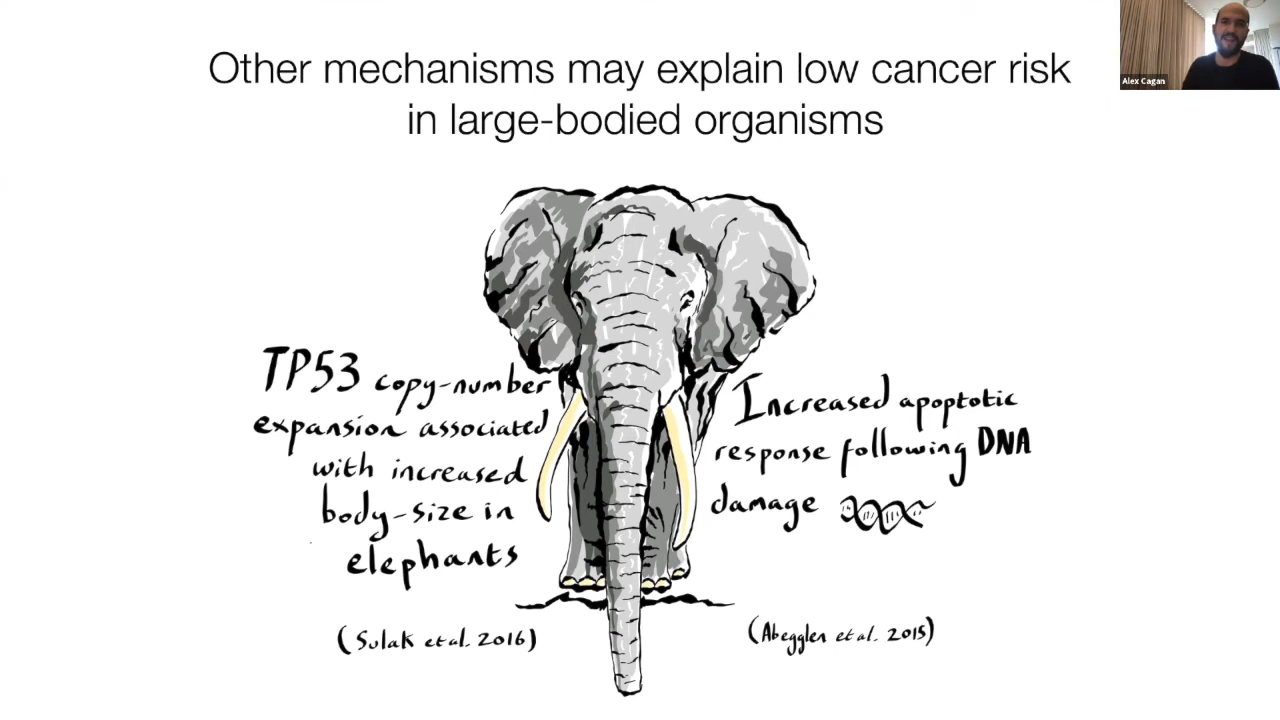 Other mechanisms may explain low cancer risk
in large-bodied organisms
Alex Cagan
TP53 copy-number
expansion associated
with increased
body-size in
elephants
(Sulak et al. 2016)
Increased apoptotic
response following DNA
damage
(Abegglen et al. 2015)